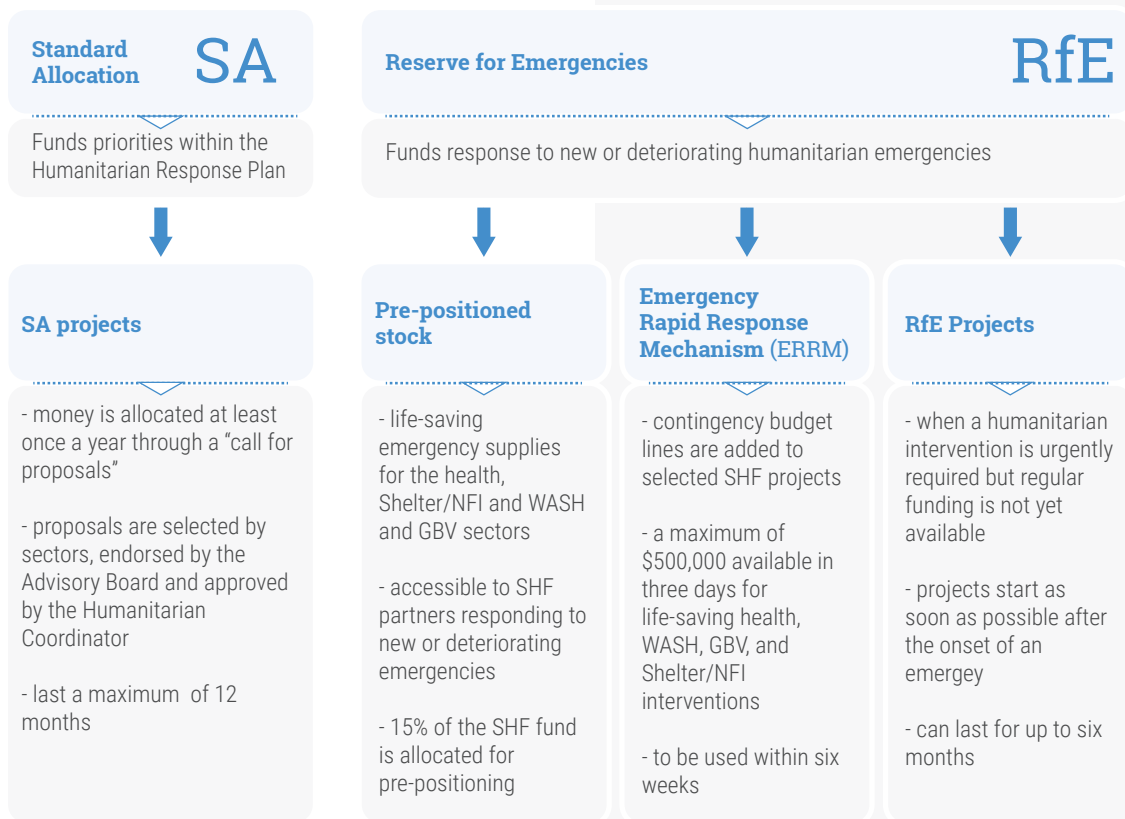 Standard
Allocation
SA
Funds priorities within the
Humanitarian Response Plan
SA projects
- money is allocated at least
once a year through a “call for
proposals”
- proposals are selected by
sectors, endorsed by the
Advisory Board and approved
by the Humanitarian
Coordinator
- last a maximum  of 12
months
Reserve for Emergencies
RfE
Funds response to new or deteriorating humanitarian emergencies
Pre-positioned
stock
- life-saving
emergency supplies
for the health,
Shelter/NFI and WASH
and GBV sectors
- accessible to SHF
partners responding to
new or deteriorating
emergencies
- 15% of the SHF fund
is allocated for
pre-positioning
Emergency
Rapid Response
Mechanism (ERRM)
- contingency budget
lines are added to
selected SHF projects
- a maximum of
$500,000 available in
three days for
life-saving health,
WASH, GBV, and
Shelter/NFI
interventions
- to be used within six
weeks
RfE Projects
- when a humanitarian
intervention is urgently
required but regular
funding is not yet
available
- projects start as
soon as possible after
the onset of an
emergey
- can last for up to six
months